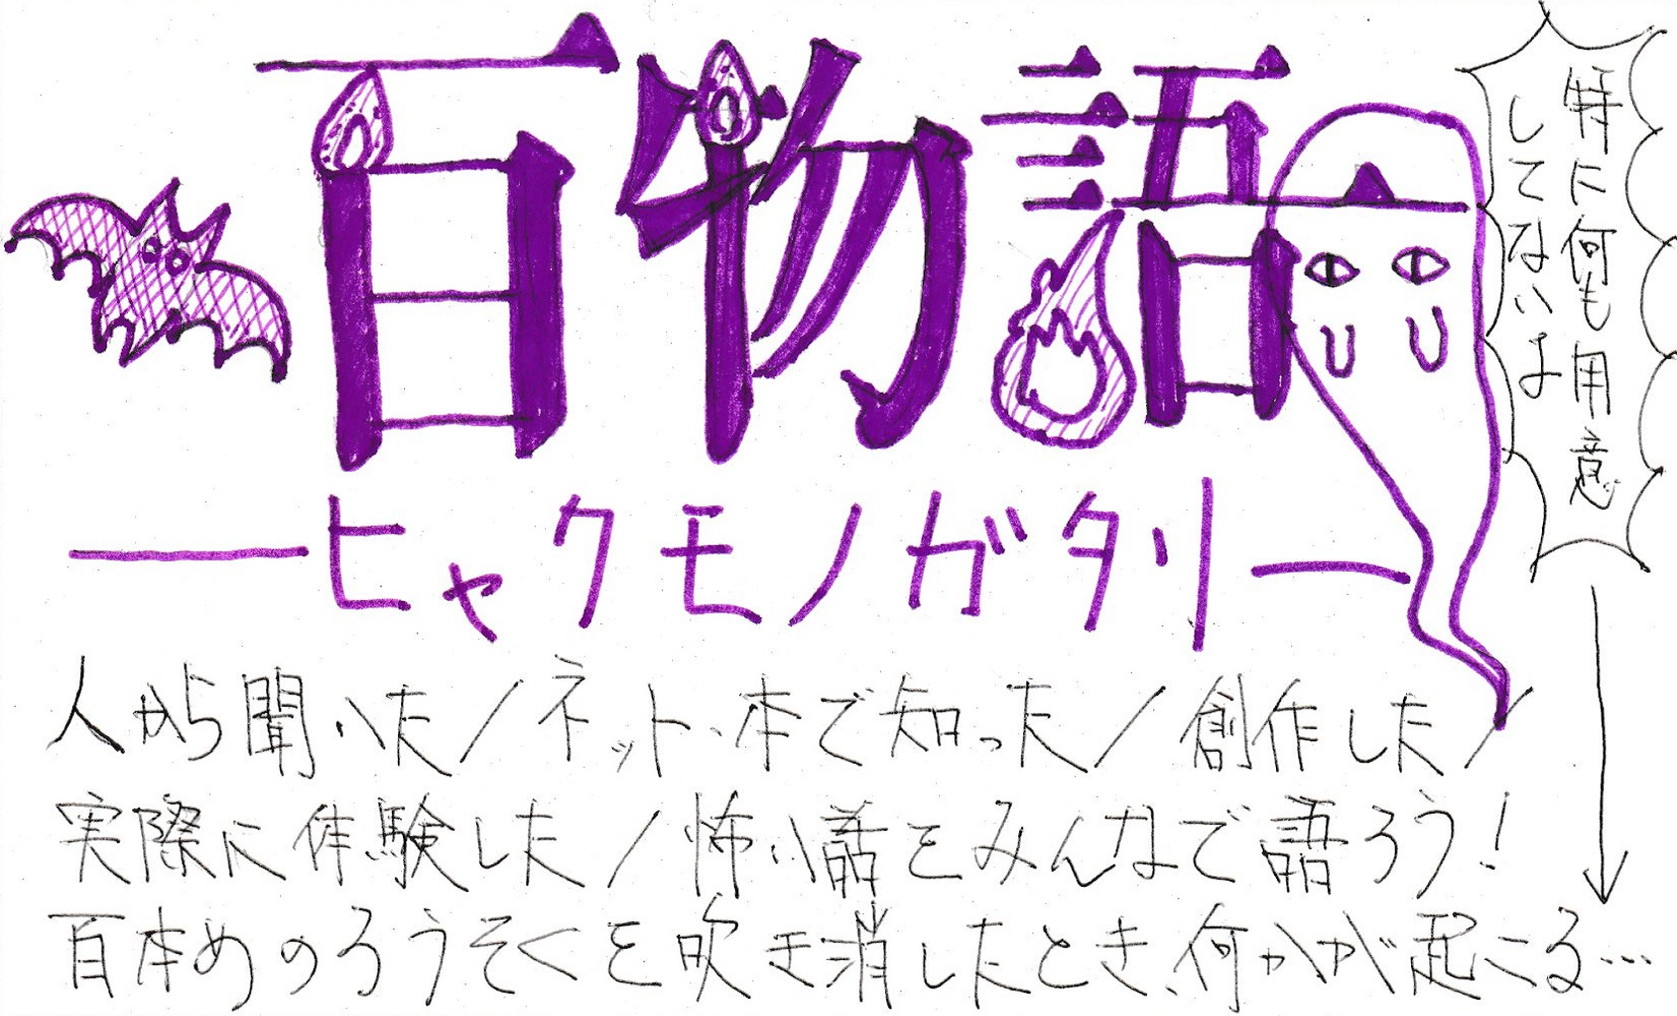 百物語
―ヒャクモノガタリ―
特に何も用意
してないよ
人から聞いた/ネット、本で知った/創作した/
実際に体験した/怖い話をみんなで語ろう!
百本めのろうそくを吹き消したとき、何かが起こる…